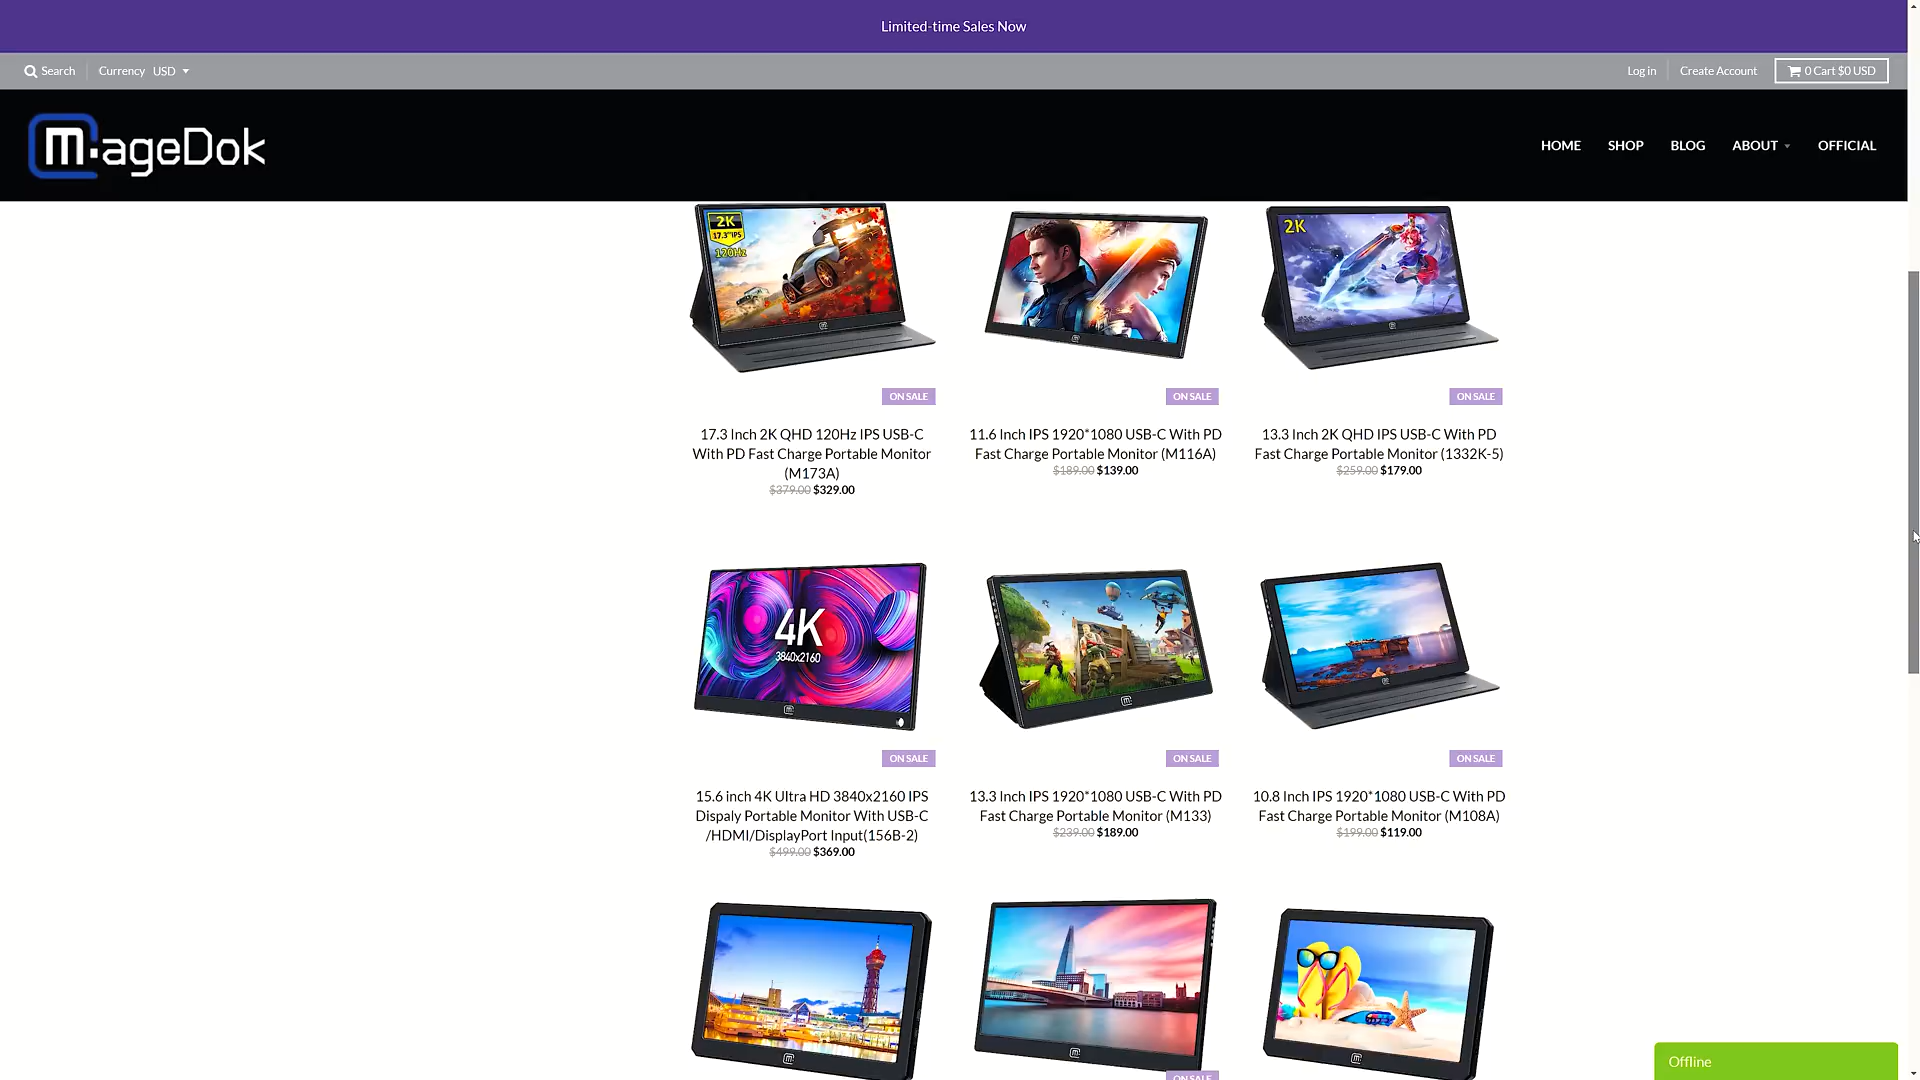 Limited-time Sales Now
Search
Currency USD
Log in
Create Account
0 Cart $0 USD
M·ageDok
HOME SHOP BLOG ABOUT OFFICIAL
2K
17.3" IPS
120Hz
2K
ON SALE
ON SALE
ON SALE
17.3 Inch 2K QHD 120Hz IPS USB-C
With PD Fast Charge Portable Monitor
(M173A)
$379.00 $329.00
11.6 Inch IPS 1920*1080 USB-C With PD
Fast Charge Portable Monitor (M116A)
$189.00 $139.00
13.3 Inch 2K QHD IPS USB-C With PD
Fast Charge Portable Monitor (1332K-5)
$259.00 $179.00
4K
3840x2160
ON SALE
ON SALE
ON SALE
15.6 inch 4K Ultra HD 3840x2160 IPS
Dispaly Portable Monitor With USB-C
/HDMI/DisplayPort Input(156B-2)
$499.00 $369.00
13.3 Inch IPS 1920*1080 USB-C With PD
Fast Charge Portable Monitor (M133)
$239.00 $189.00
10.8 Inch IPS 1920*1080 USB-C With PD
Fast Charge Portable Monitor (M108A)
$199.00 $119.00
ON SALE
Offline